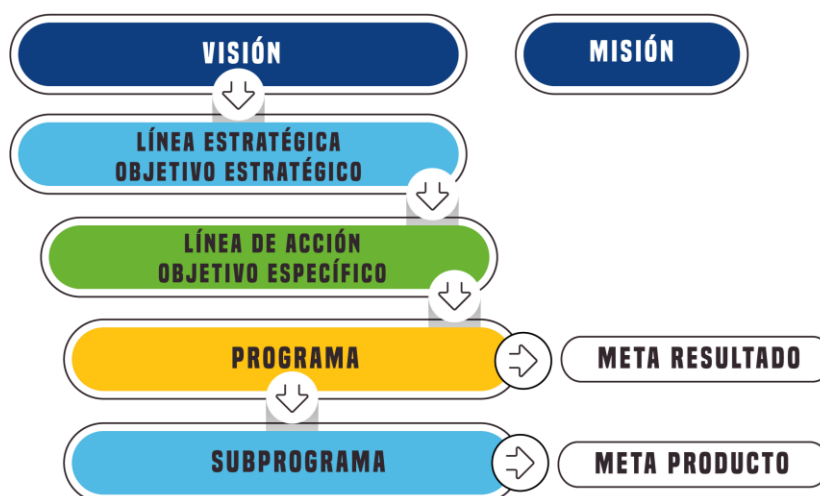 VISIÓN
MISIÓN
LÍNEA ESTRATÉGICA
OBJETIVO ESTRATÉGICO
LÍNEA DE ACCIÓN
OBJETIVO ESPECÍFICO
PROGRAMA
META RESULTADO
SUBPROGRAMA
META PRODUCTO